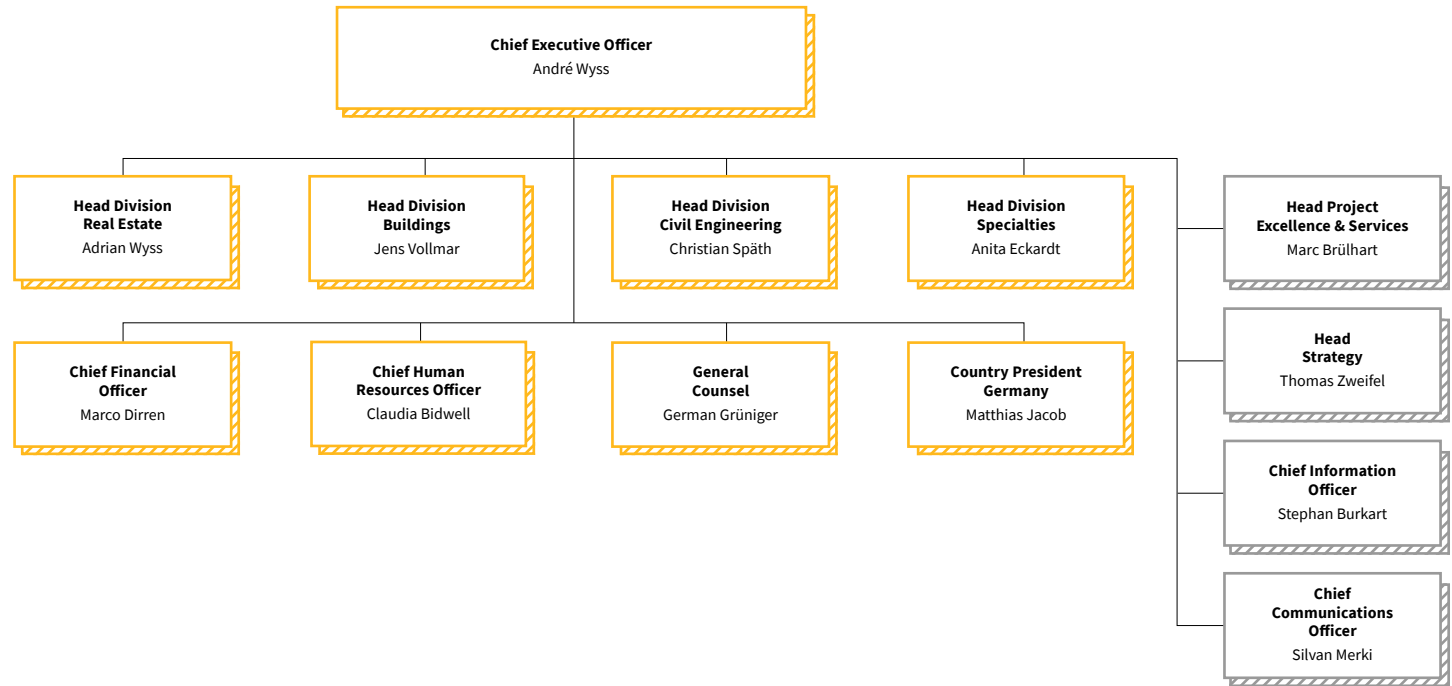 Chief Executive Officer
André Wyss
Head Division
Real Estate
Adrian Wyss
Head Division
Buildings
Jens Vollmar
Head Division
Civil Engineering
Christian Späth
Head Division
Specialties
Anita Eckardt
Head Project
Excellence & Services
Marc Brülhart
Chief Financial
Officer
Marco Dirren
Chief Human
Resources Officer
Claudia Bidwell
General
Counsel
German Grüniger
Country President
Germany
Matthias Jacob
Head
Strategy
Thomas Zweifel
Chief Information
Officer
Stephan Burkart
Chief
Communications
Officer
Silvan Merki